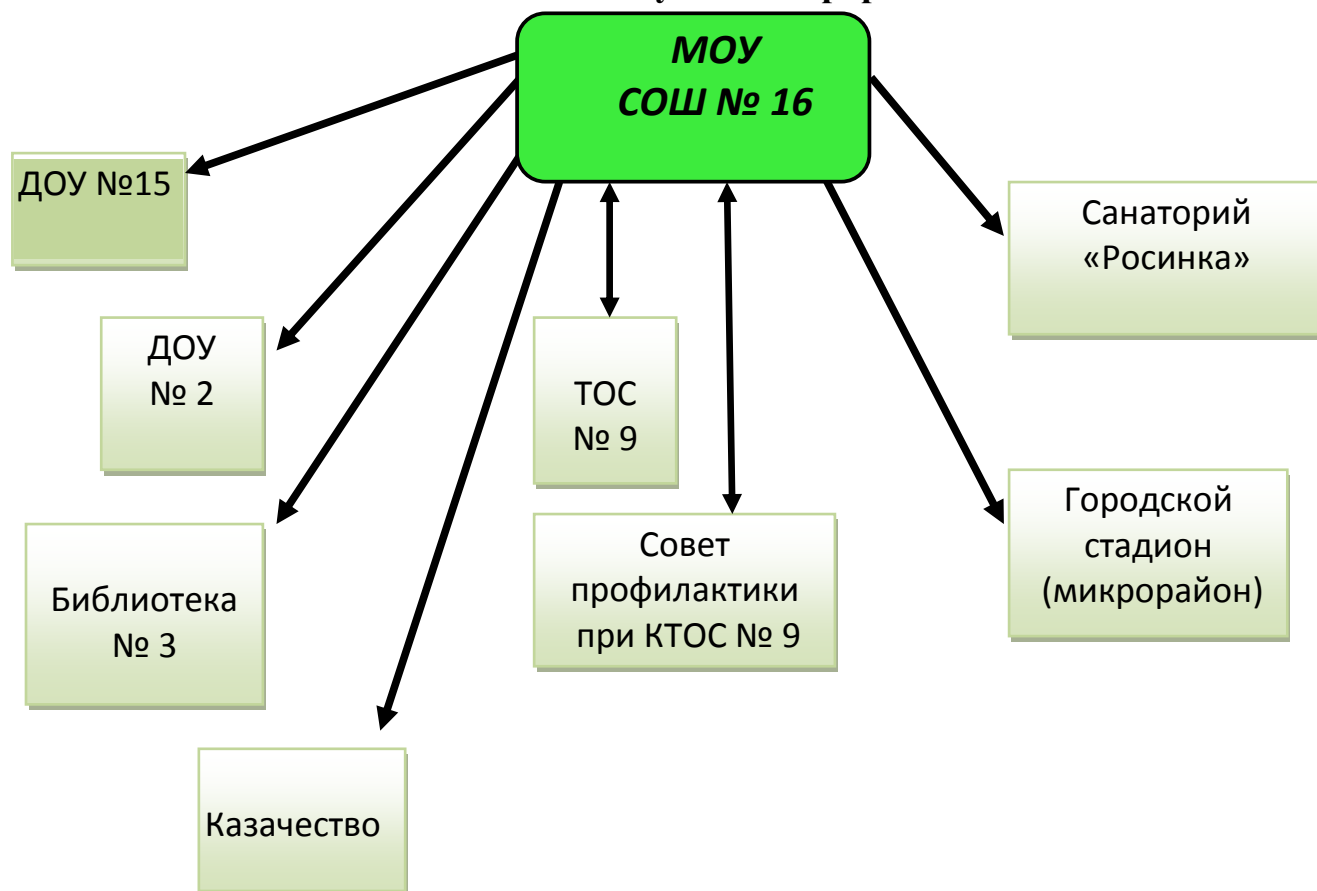 МОУ
СОШ № 16
ДОУ №15
Санаторий
«Росинка»
ДОУ
№ 2
ТОС
№ 9
Городской
стадион
(микрорайон)
Библиотека
№ 3
Совет
профилактики
при КТОС № 9
Казачество